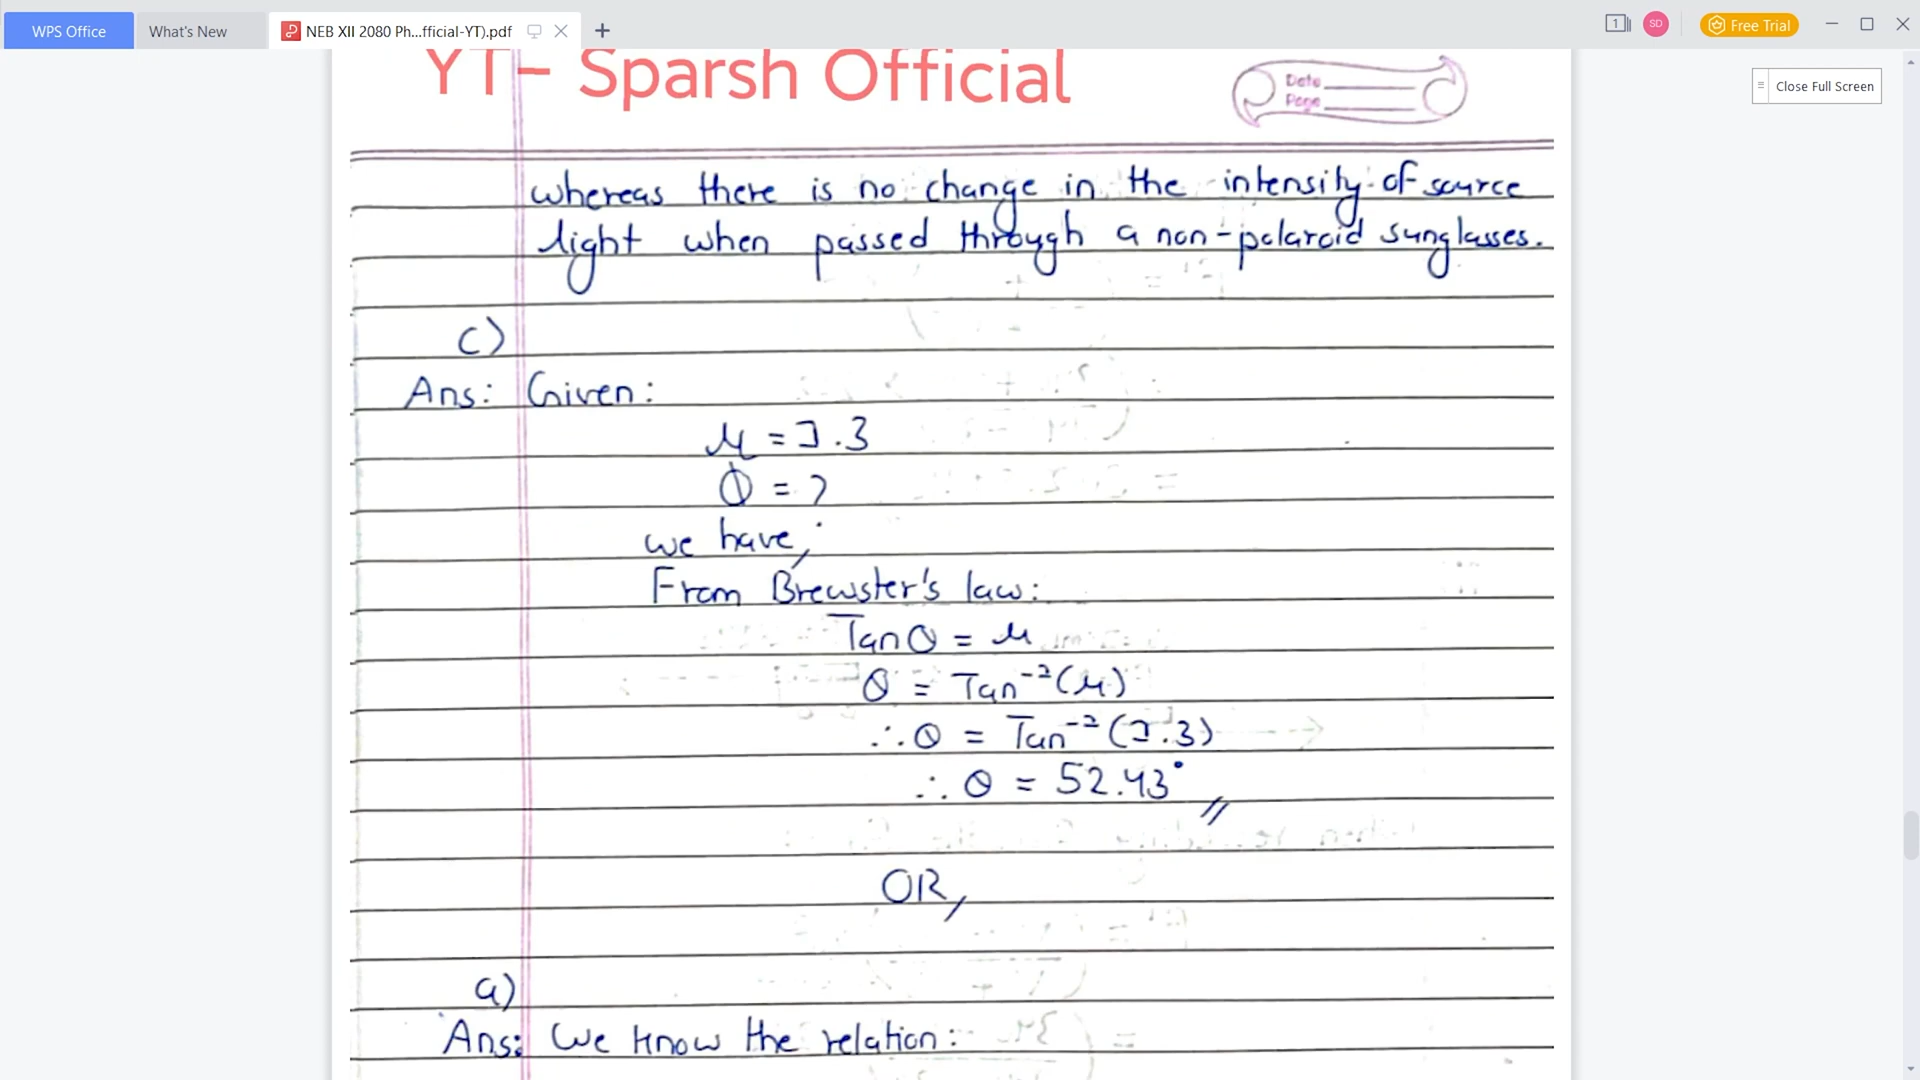 WPS Office
What's New
NEB XII 2080 Ph...fficial-YT).pdf
1
SD
Free Trial
Close Full Screen
YT- Sparsh Official
Date
Page
whereas there is no change in the intensity of source
light when passed through a non-polaroid sunglasses.
c)
Ans: Given:
μ = 1.3
θ = ?
we have,
From Brewster's law:
Tanθ = μ
θ = Tan⁻¹(μ)
∴ θ = Tan⁻¹(1.3)
∴ θ = 52.43°
OR,
a)
Ans: We know the relation: